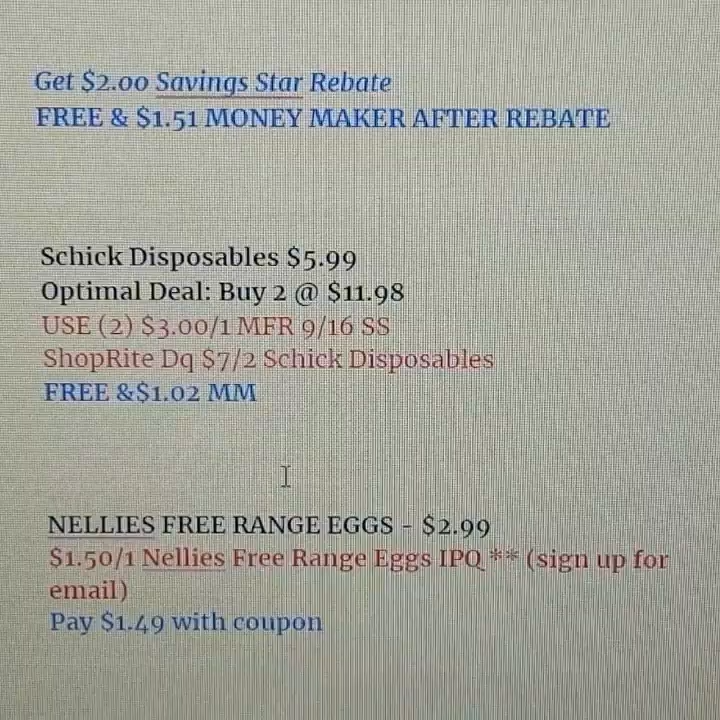 Get $2.00 Savings Star Rebate
FREE & $1.51 MONEY MAKER AFTER REBATE
Schick Disposables $5.99
Optimal Deal: Buy 2 @ $11.98
USE (2) $3.00/1 MFR 9/16 SS
ShopRite Dq $7/2 Schick Disposables
FREE &$1.02 MM
NELLIES FREE RANGE EGGS - $2.99
$1.50/1 Nellies Free Range Eggs IPQ ** (sign up for
email)
Pay $1.49 with coupon